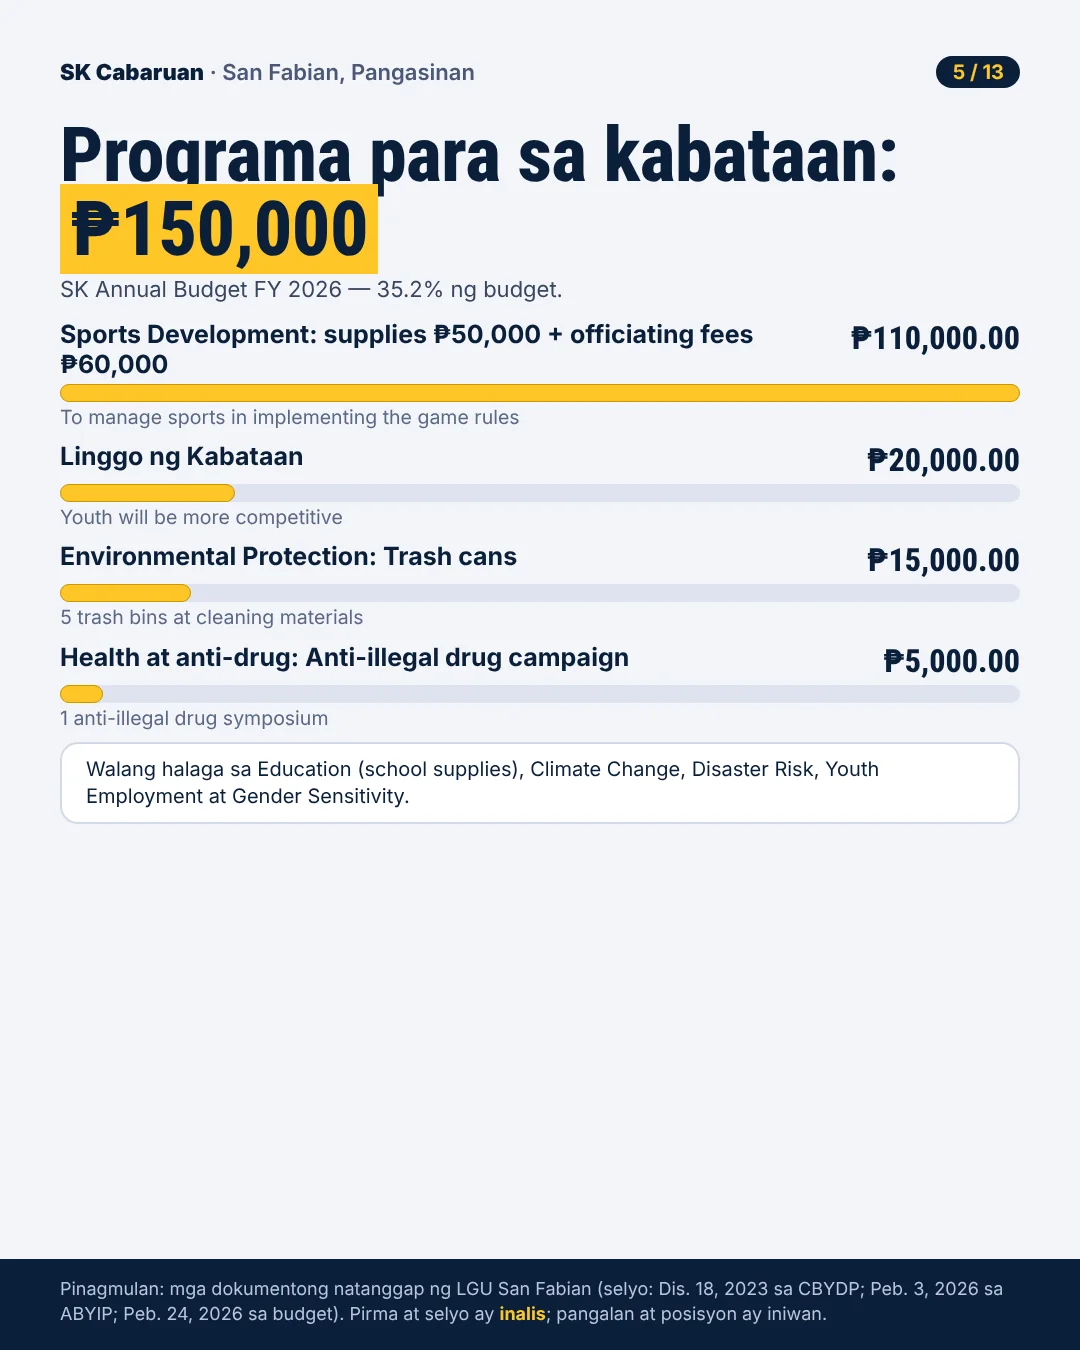 SK Cabaruan · San Fabian, Pangasinan
5 / 13
Programa para sa kabataan:
₱150,000
SK Annual Budget FY 2026 — 35.2% ng budget.
Sports Development: supplies ₱50,000 + officiating fees
₱60,000
₱110,000.00
To manage sports in implementing the game rules
Linggo ng Kabataan
₱20,000.00
Youth will be more competitive
Environmental Protection: Trash cans
₱15,000.00
5 trash bins at cleaning materials
Health at anti-drug: Anti-illegal drug campaign
₱5,000.00
1 anti-illegal drug symposium
Walang halaga sa Education (school supplies), Climate Change, Disaster Risk, Youth
Employment at Gender Sensitivity.
Pinagmulan: mga dokumentong natanggap ng LGU San Fabian (selyo: Dis. 18, 2023 sa CBYDP; Peb. 3, 2026 sa
ABYIP; Peb. 24, 2026 sa budget). Pirma at selyo ay inalis; pangalan at posisyon ay iniwan.